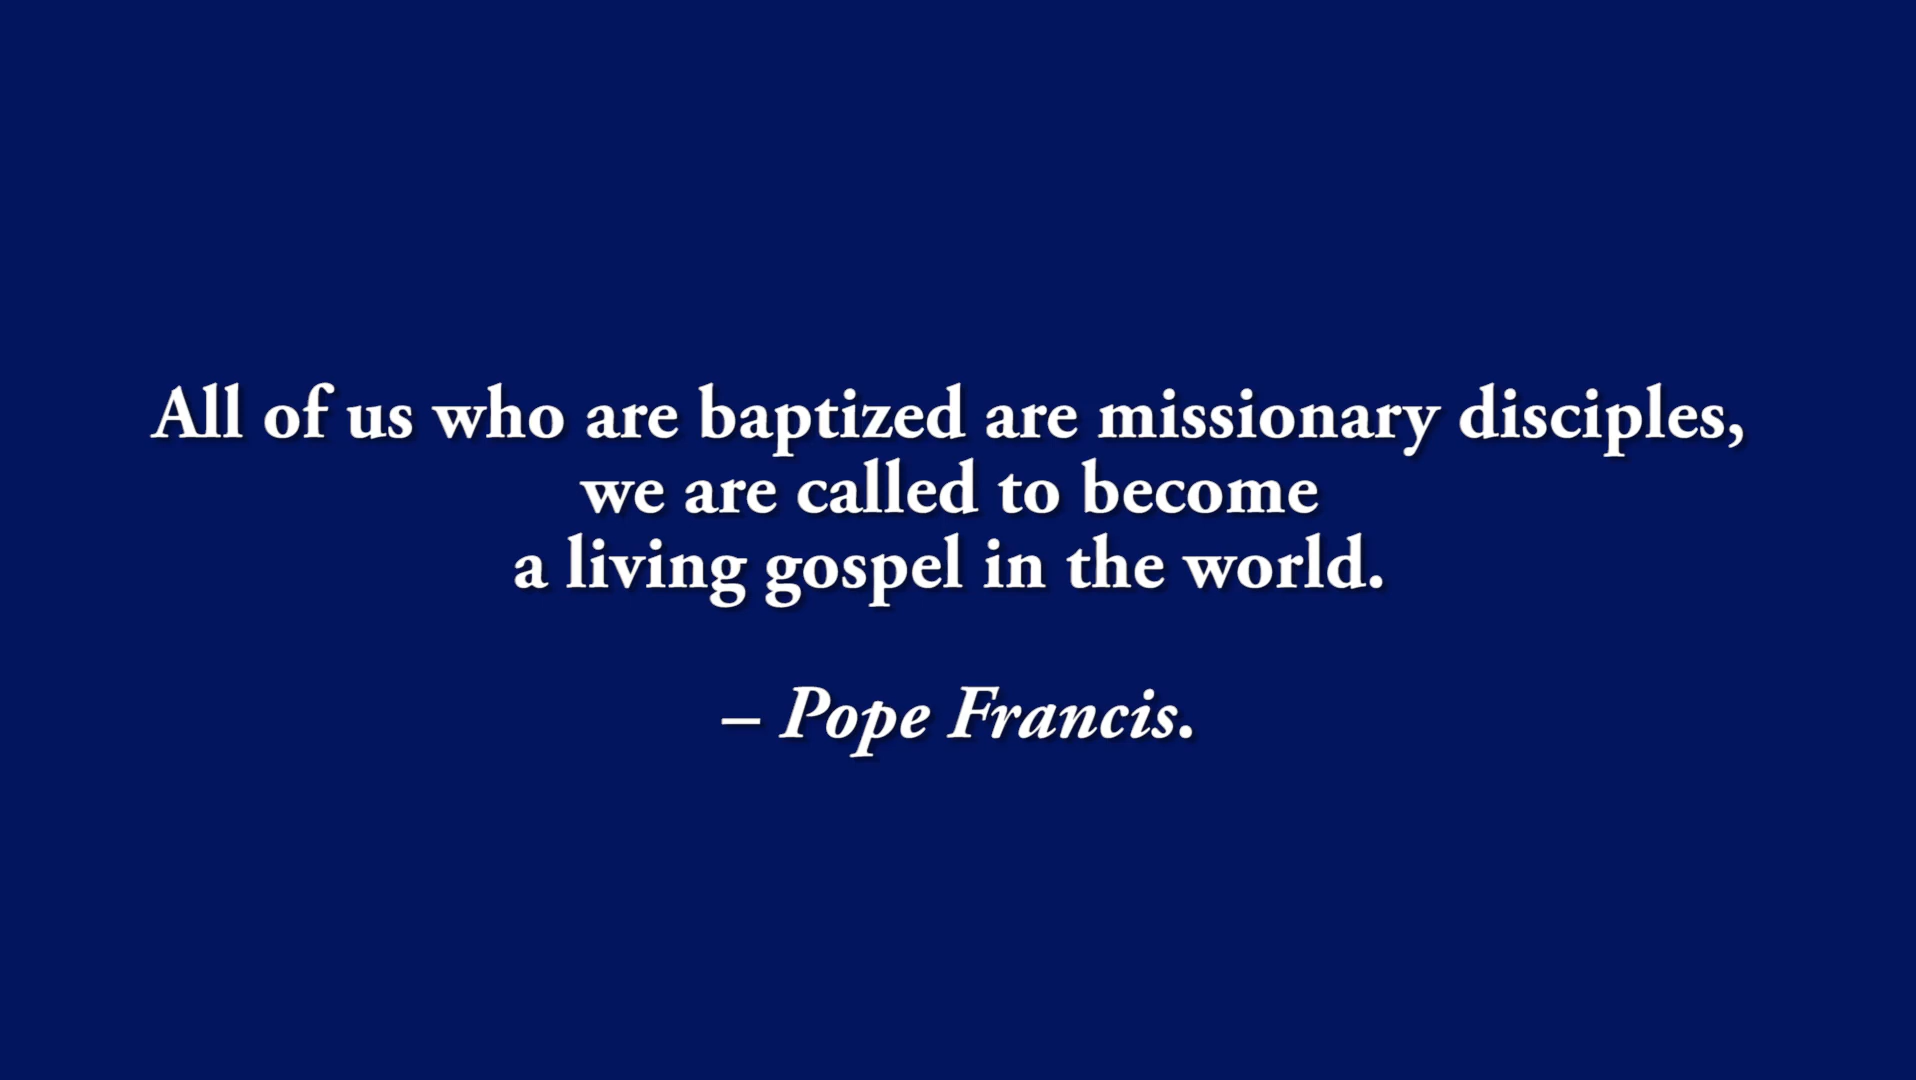 All of us who are baptized are missionary disciples,
we are called to become
a living gospel in the world.
– Pope Francis.